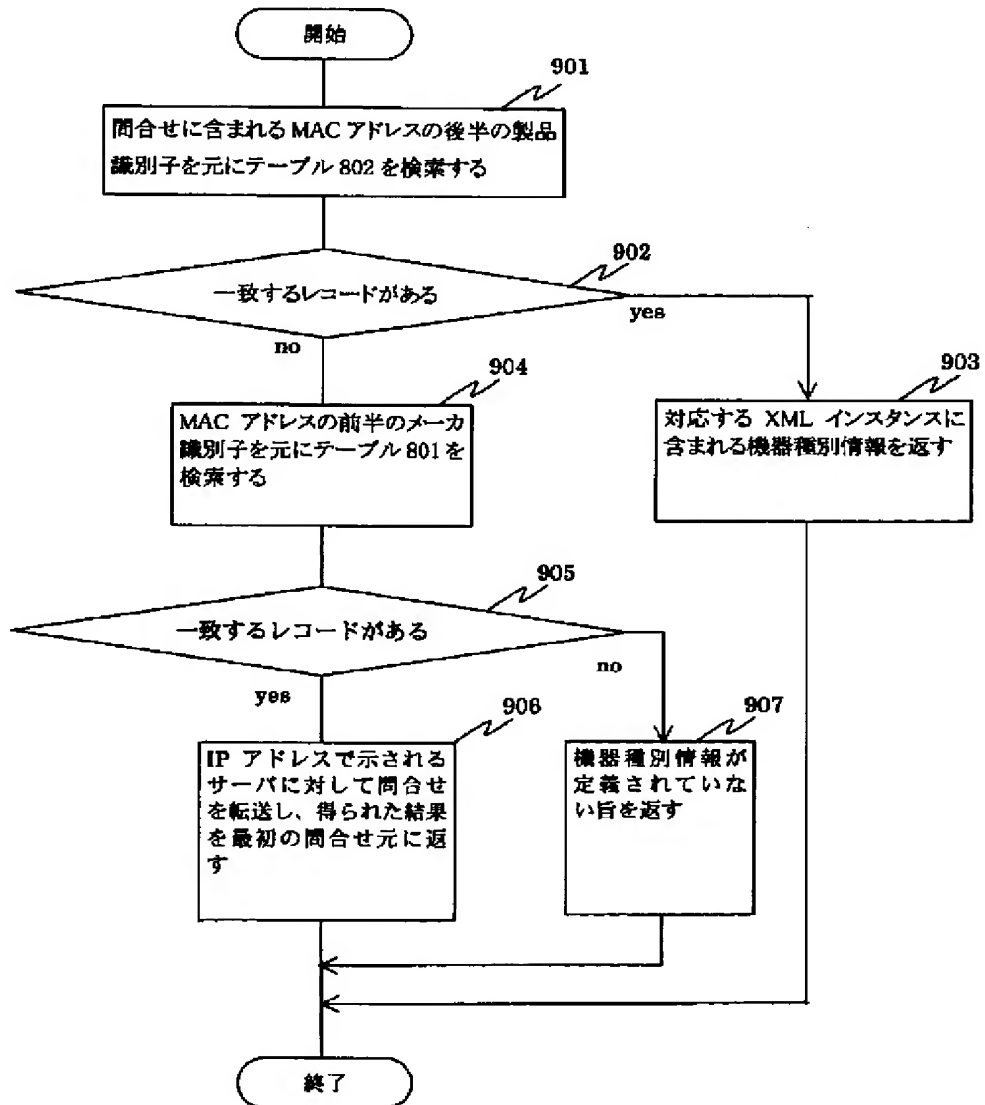 開始
901
問合せに含まれる MAC アドレスの後半の製品
識別子を元にテーブル 802 を検索する
902
一致するレコードがある
yes
no
904
MAC アドレスの前半のメーカ
識別子を元にテーブル 801 を
検索する
903
対応する XML インスタンスに
含まれる機器種別情報を返す
905
一致するレコードがある
no
yes
906
IP アドレスで示される
サーバに対して問合せ
を転送し、得られた結果
を最初の問合せ元に返
す
907
機器種別情報が
定義されていな
い旨を返す
終了